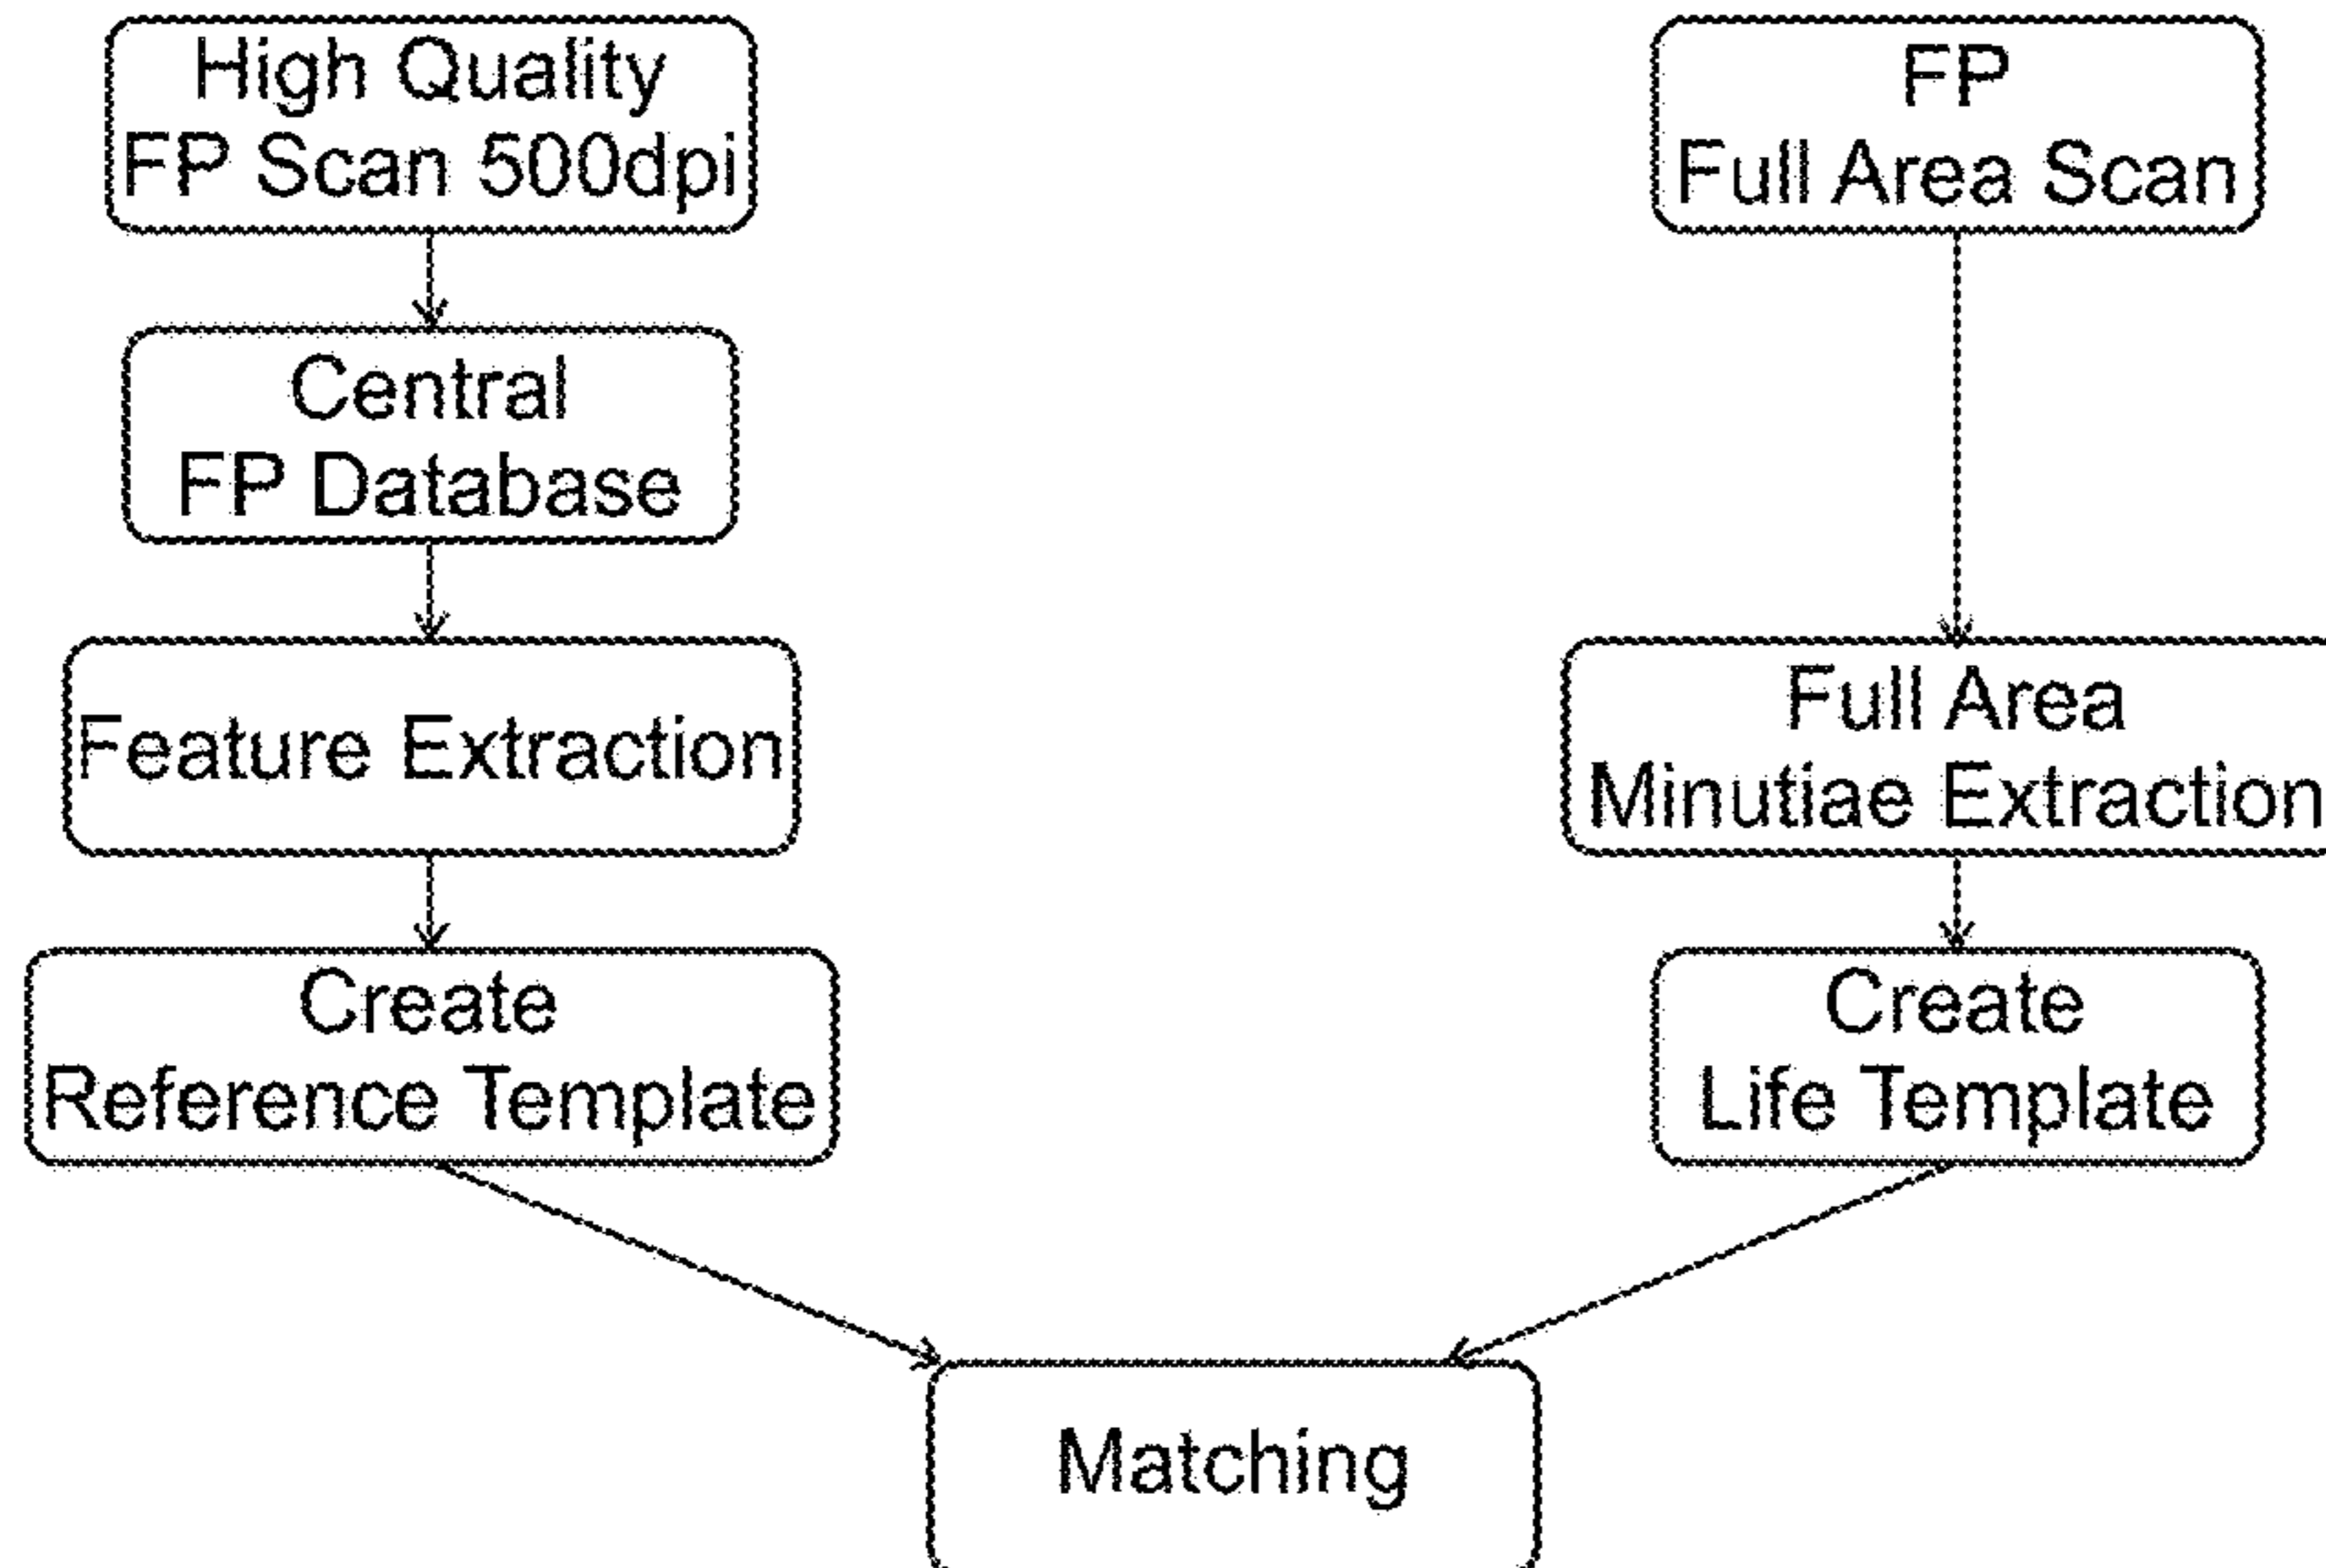 High Quality
FP Scan 500dpi
FP
Full Area Scan
Central
FP Database
Feature Extraction
Full Area
Minutiae Extraction
Create
Reference Template
Create
Life Template
Matching